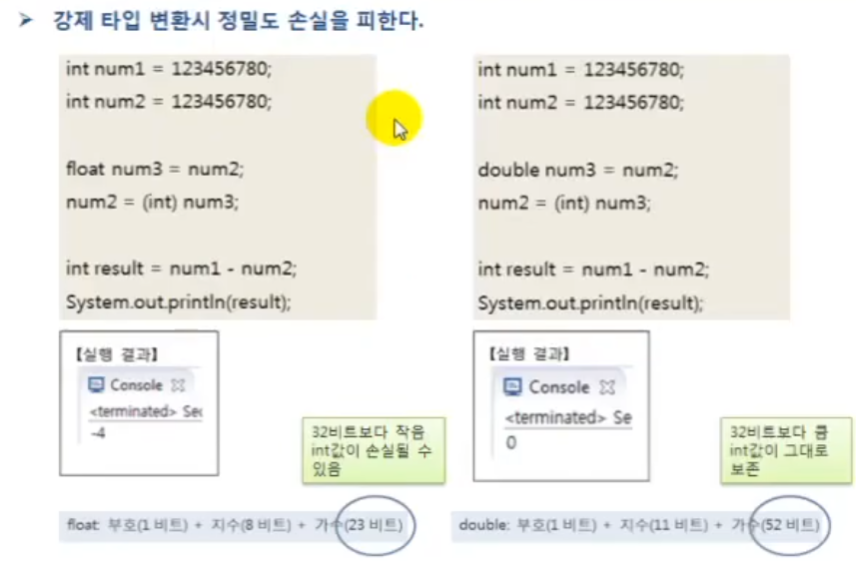 ➤ 강제 타입 변환시 정밀도 손실을 피한다.
int num1 = 123456780;
int num2 = 123456780;
float num3 = num2;
num2 = (int) num3;
int result = num1 - num2;
System.out.println(result);
【실행 결과】
Console
<terminated> Se
-4
32비트보다 작음
int값이 손실될 수
있음
float: 부호(1 비트) + 지수(8 비트) + 가수(23 비트)
int num1 = 123456780;
int num2 = 123456780;
double num3 = num2;
num2 = (int) num3;
int result = num1 - num2;
System.out.println(result);
【실행 결과】
Console
<terminated> Se
0
32비트보다 큼
int값이 그대로
보존
double: 부호(1 비트) + 지수(11 비트) + 가수(52 비트)